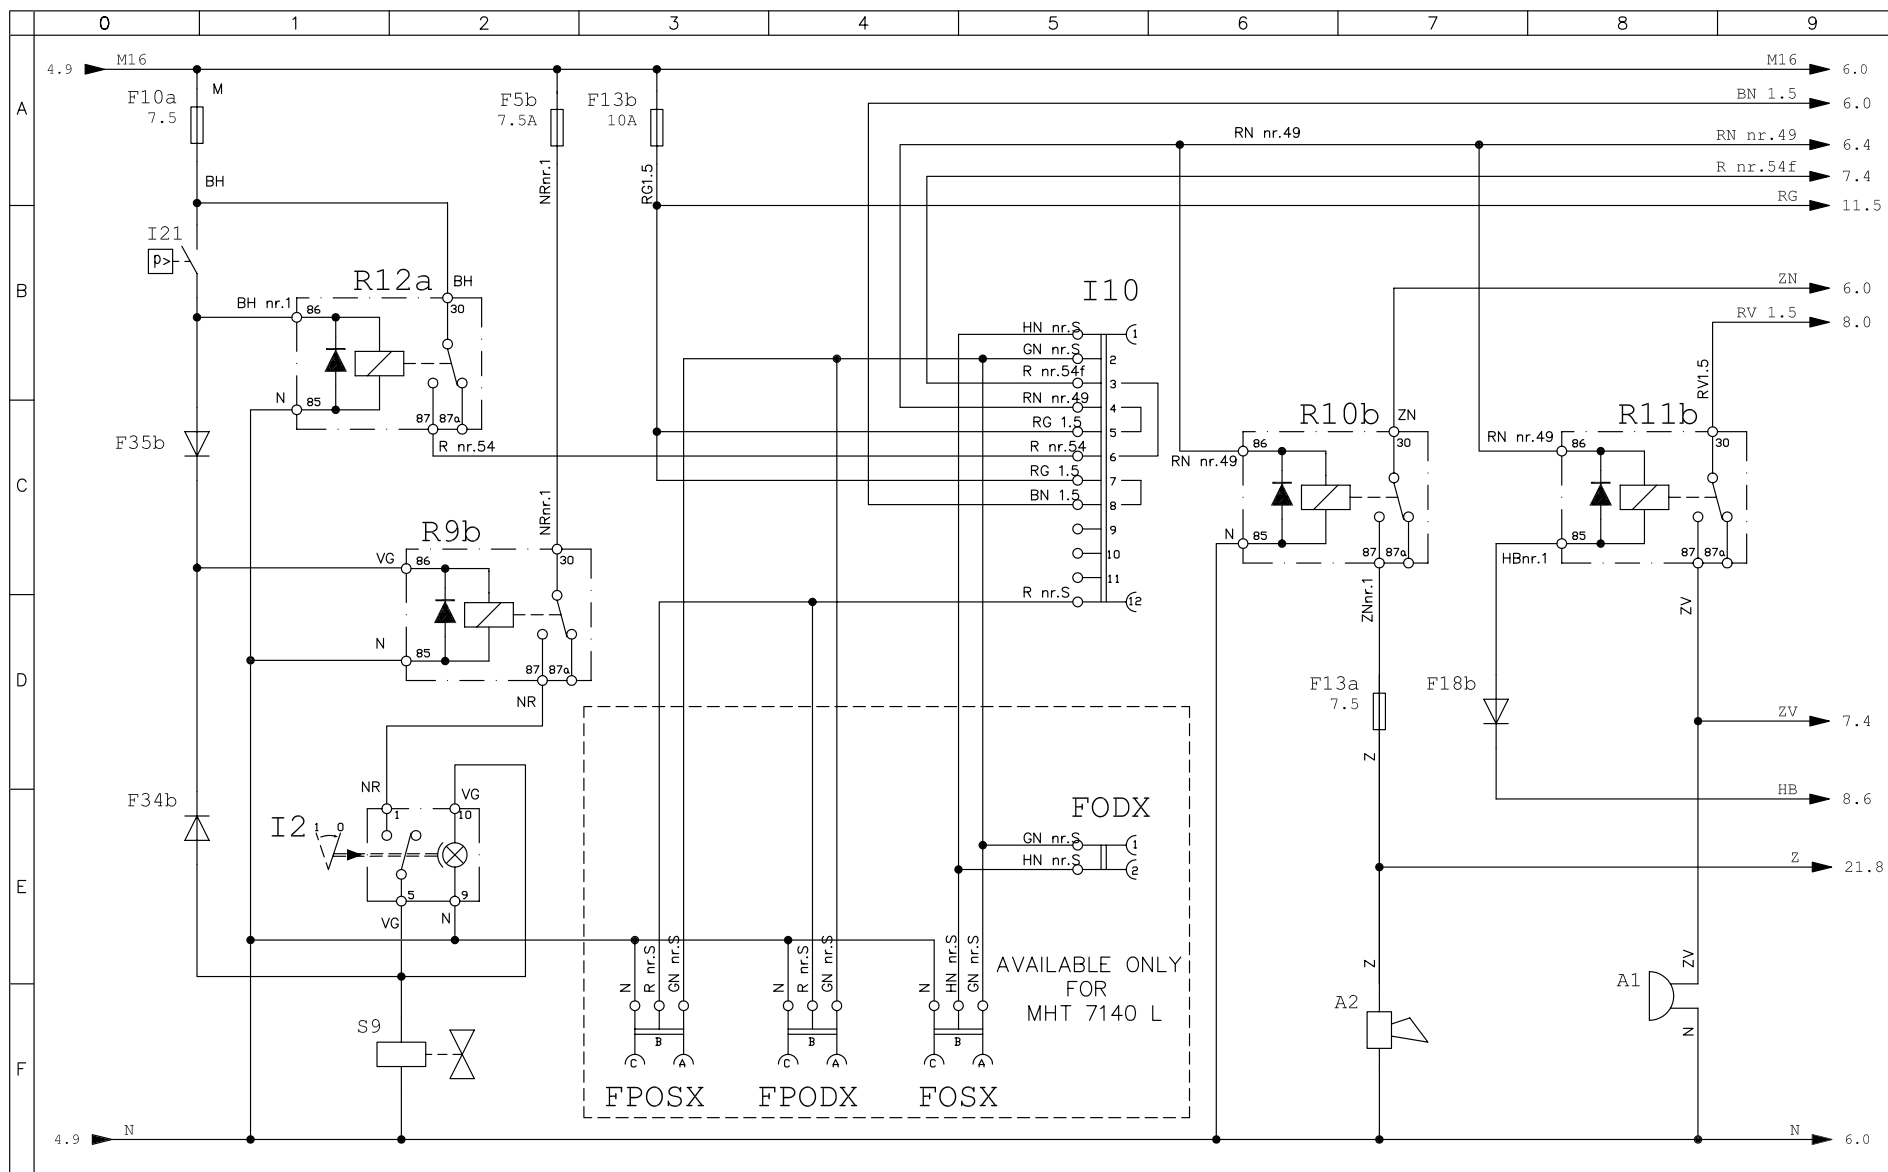 0 1 2 3 4 5 6 7 8 9
A
B
C
D
E
F
4.9 M16 M16 6.0
BN 1.5 6.0
RN nr.49 RN nr.49 6.4
R nr.54f 7.4
RG 11.5
F10a
7.5
M
BH
F5b
7.5A
NRnr.1
F13b
10A
RG1.5
I21
p>
R12a
BH
BH nr.1
86
30
N
85
87 87a
R nr.54
F35b
I10
HN nr.S 1
GN nr.S 2
R nr.54f 3
RN nr.49 4
RG 1.5 5
R nr.54 6
RG 1.5 7
BN 1.5 8
9
10
11
R nr.S 12
ZN 6.0
RV 1.5 8.0
RV1.5
R10b
ZN
86
30
RN nr.49
N
85
87 87a
ZNnr.1
R11b
RN nr.49
86
30
85
87 87a
HBnr.1
ZV
R9b
NRnr.1
VG
86
30
N
85
87 87a
NR
F13a
7.5
Z
F18b
ZV 7.4
HB 8.6
F34b
I2
1 0
NR
1
VG
10
5
9
VG
N
FODX
GN nr.S 1
HN nr.S 2
Z 21.8
AVAILABLE ONLY
FOR
MHT 7140 L
N
R nr.S
GN nr.S
C B A
FPOSX
N
R nr.S
GN nr.S
C B A
FPODX
N
HN nr.S
GN nr.S
C B A
FOSX
S9
Z
A2
ZV
A1
N
4.9 N N 6.0